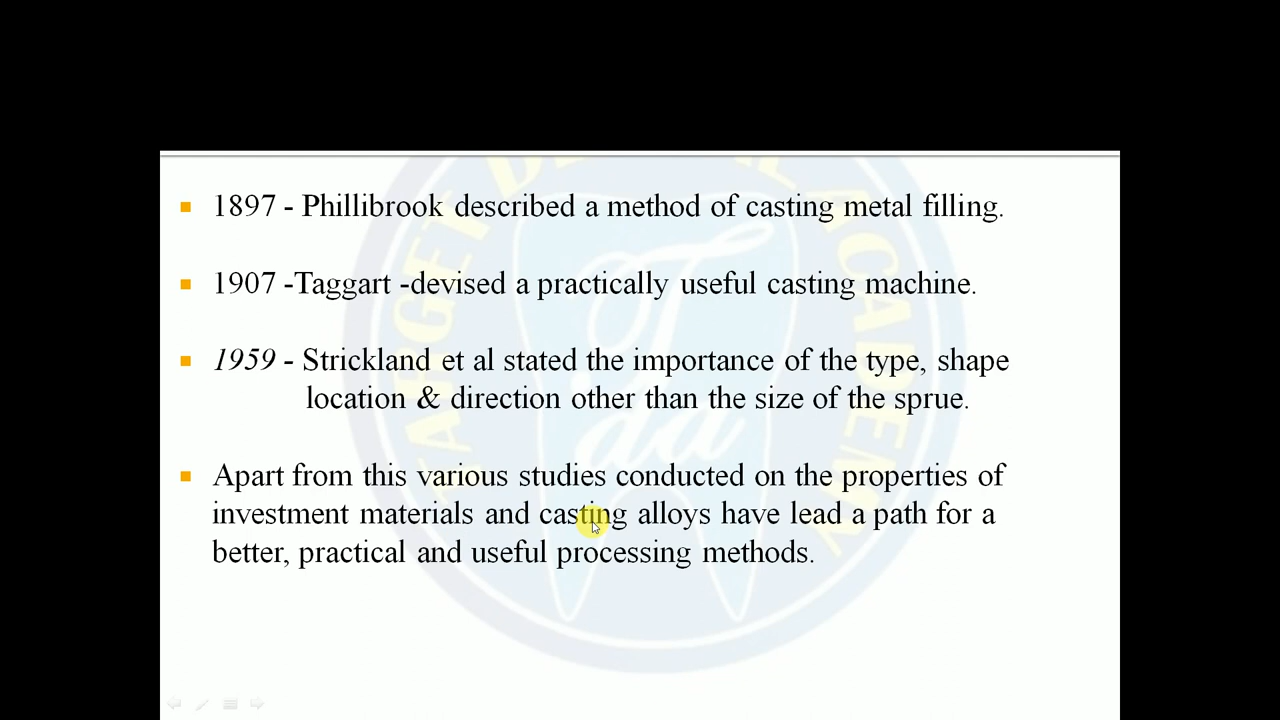 1897 - Phillibrook described a method of casting metal filling.
1907 -Taggart -devised a practically useful casting machine.
1959 - Strickland et al stated the importance of the type, shape
location & direction other than the size of the sprue.
Apart from this various studies conducted on the properties of
investment materials and casting alloys have lead a path for a
better, practical and useful processing methods.